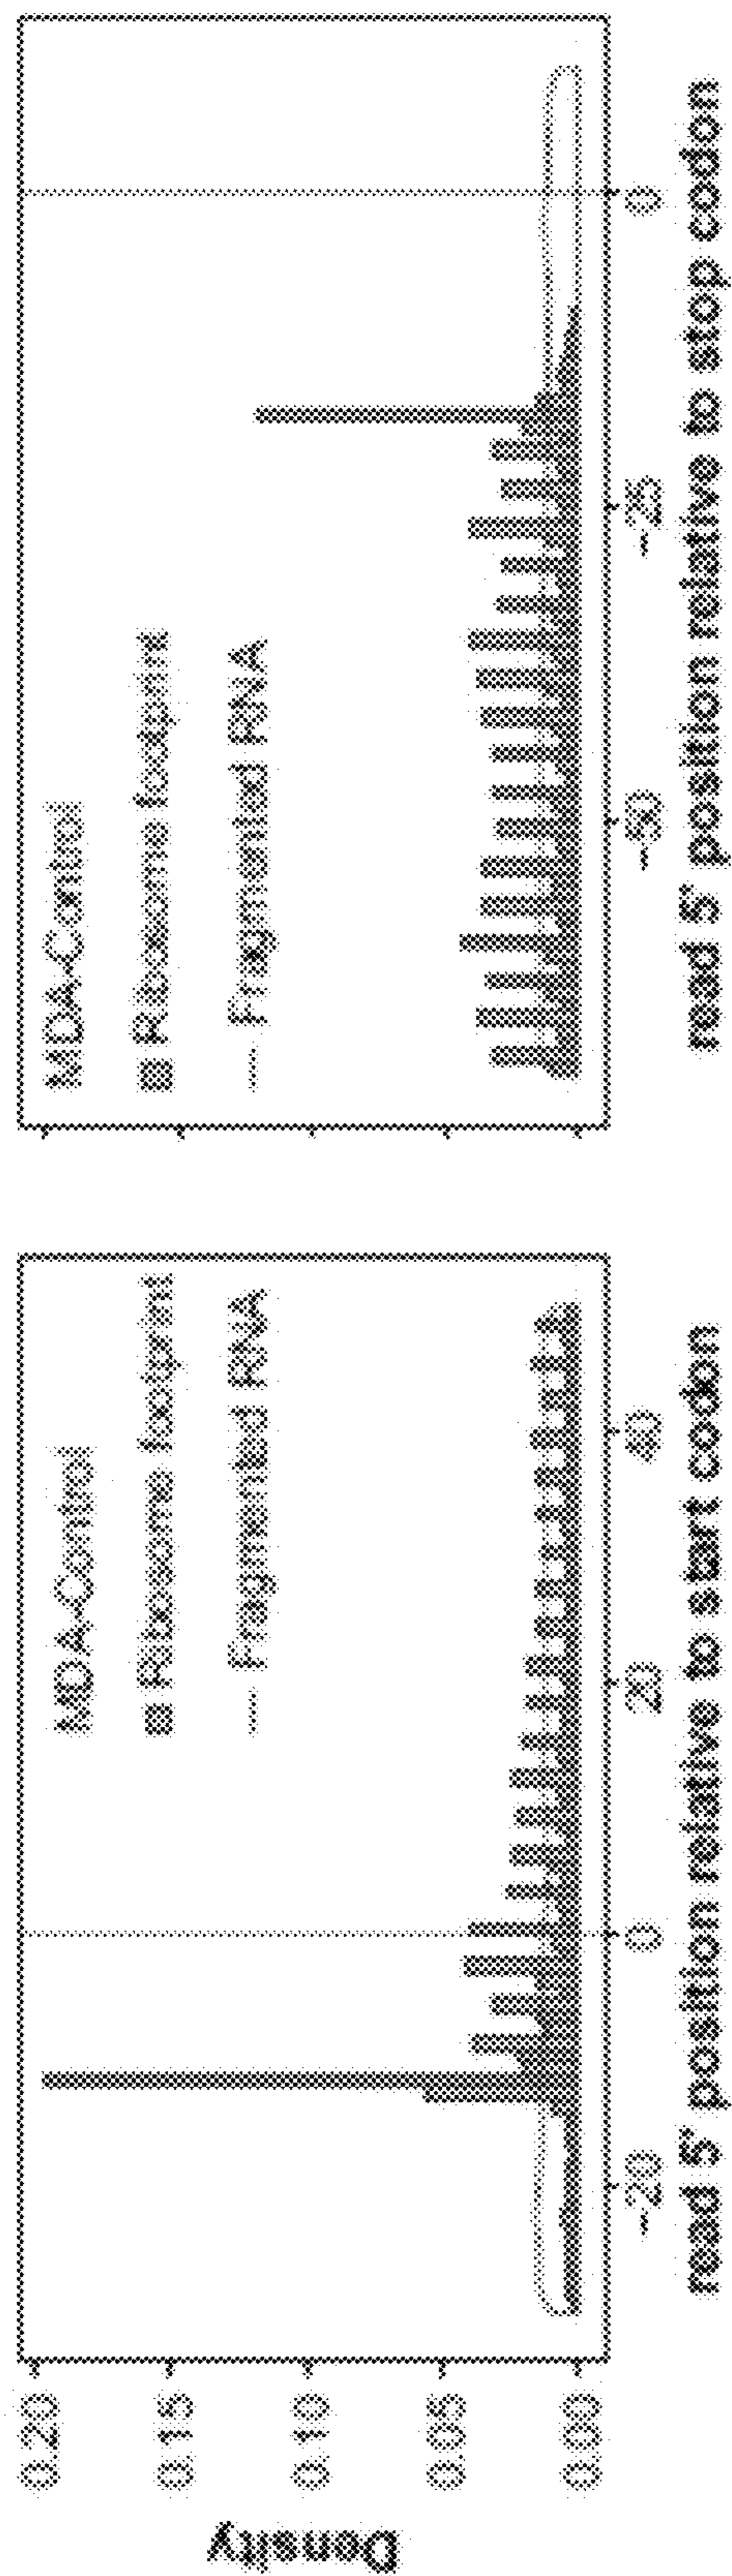 Density
0.20
0.15
0.10
0.05
0.00
MDA-Control
Ribosome footprint
Fragmented RNA
-20
0
20
40
read 5' position relative to start codon
MDA-Control
Ribosome footprint
Fragmented RNA
-50
-25
0
read 5' position relative to stop codon